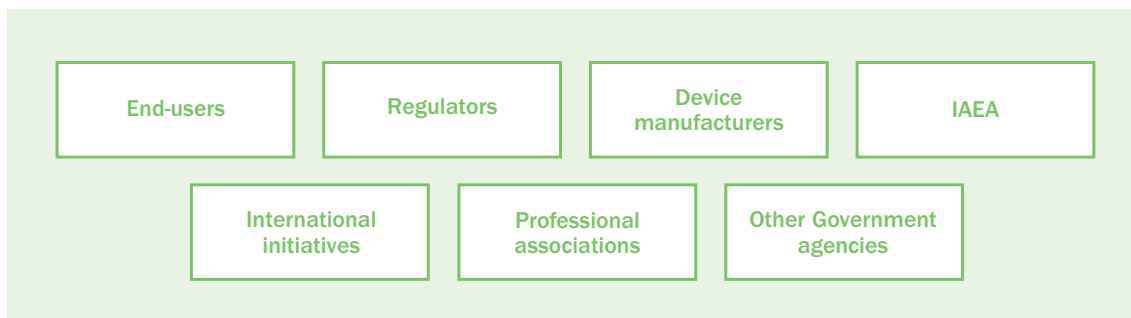 End-users
Regulators
Device
manufacturers
IAEA
International
initiatives
Professional
associations
Other Government
agencies